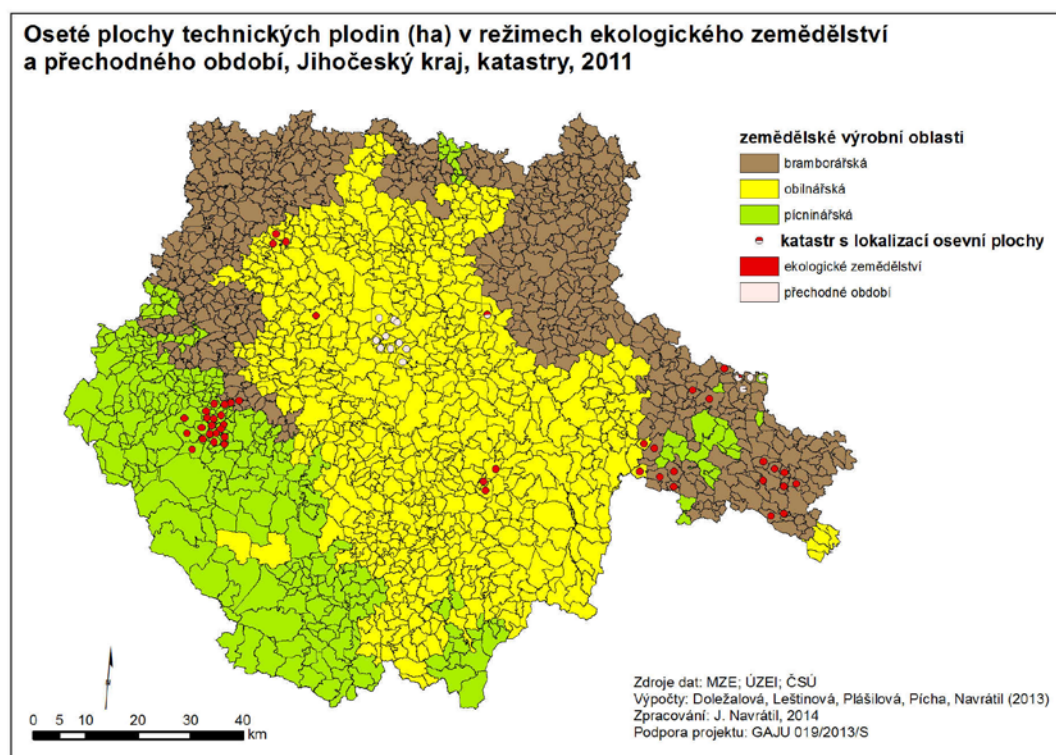 Oseté plochy technických plodin (ha) v režimech ekologického zemědělství
a přechodného období, Jihočeský kraj, katastry, 2011
zemědělské výrobní oblasti
bramborářská
obilnářská
pícninářská
katastr s lokalizací osevní plochy
ekologické zemědělství
přechodné období
Zdroje dat: MZE; ÚZEI; ČSÚ
Výpočty: Doležalová, Leštinová, Plášilová, Pícha, Navrátil (2013)
Zpracování: J. Navrátil, 2014
Podpora projektu: GAJU 019/2013/S
0 5 10 20 30 40
km